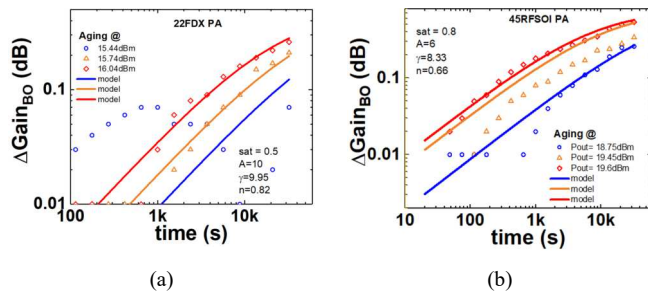 22FDX PA
Aging @
15.44dBm
15.74dBm
16.04dBm
model
model
model
sat = 0.5
A=10
γ=9.95
n=0.82
ΔGain_BO (dB)
0.1
0.01
100
1k
10k
time (s)
(a)
45RFSOI PA
sat = 0.8
A=6
γ=8.33
n=0.66
Aging @
Pout= 18.75dBm
Pout= 19.45dBm
Pout= 19.6dBm
model
model
model
ΔGain_BO (dB)
0.1
0.01
10
100
1k
10k
100k
time (s)
(b)